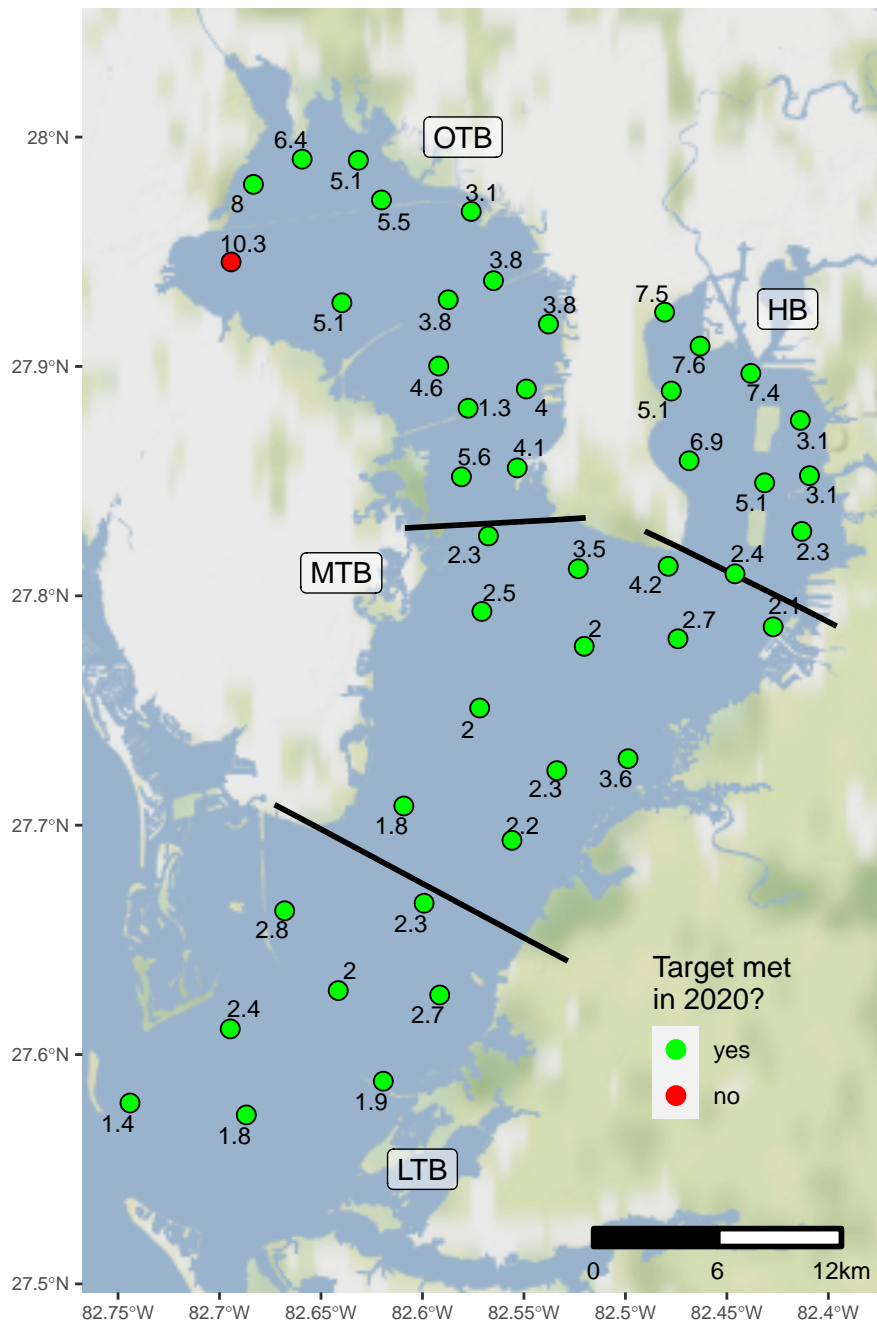 28°N
27.9°N
27.8°N
27.7°N
27.6°N
27.5°N
OTB
6.4
5.1
8
5.5
3.1
10.3
3.8
5.1
3.8
3.8
7.5
HB
7.6
4.6
1.3
4
5.1
7.4
3.1
5.6
4.1
6.9
5.1
3.1
2.3
2.3
MTB
3.5
4.2
2.4
2.5
2.1
2
2.7
2
2.3
3.6
1.8
2.2
2.8
2.3
2
2.7
2.4
1.4
1.8
1.9
LTB
Target met
in 2020?
yes
no
0 6 12km
82.75°W 82.7°W 82.65°W 82.6°W 82.55°W 82.5°W 82.45°W 82.4°W